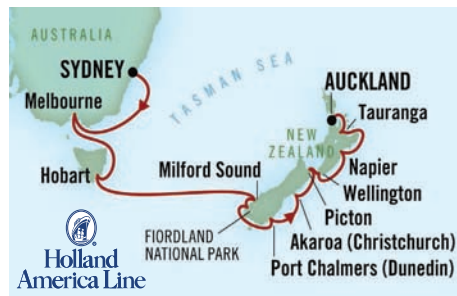 AUSTRALIA
SYDNEY
Melbourne
TASMAN SEA
AUCKLAND
Tauranga
NEW
ZEALAND
Hobart
Milford Sound
Napier
Wellington
Picton
FIORDLAND
NATIONAL PARK
Akaroa (Christchurch)
Port Chalmers (Dunedin)
Holland
America Line